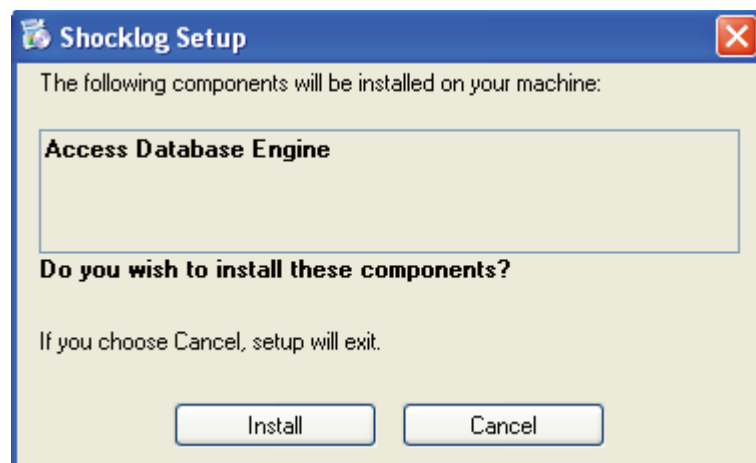 Shocklog Setup
The following components will be installed on your machine:
Access Database Engine
Do you wish to install these components?
If you choose Cancel, setup will exit.
Install
Cancel